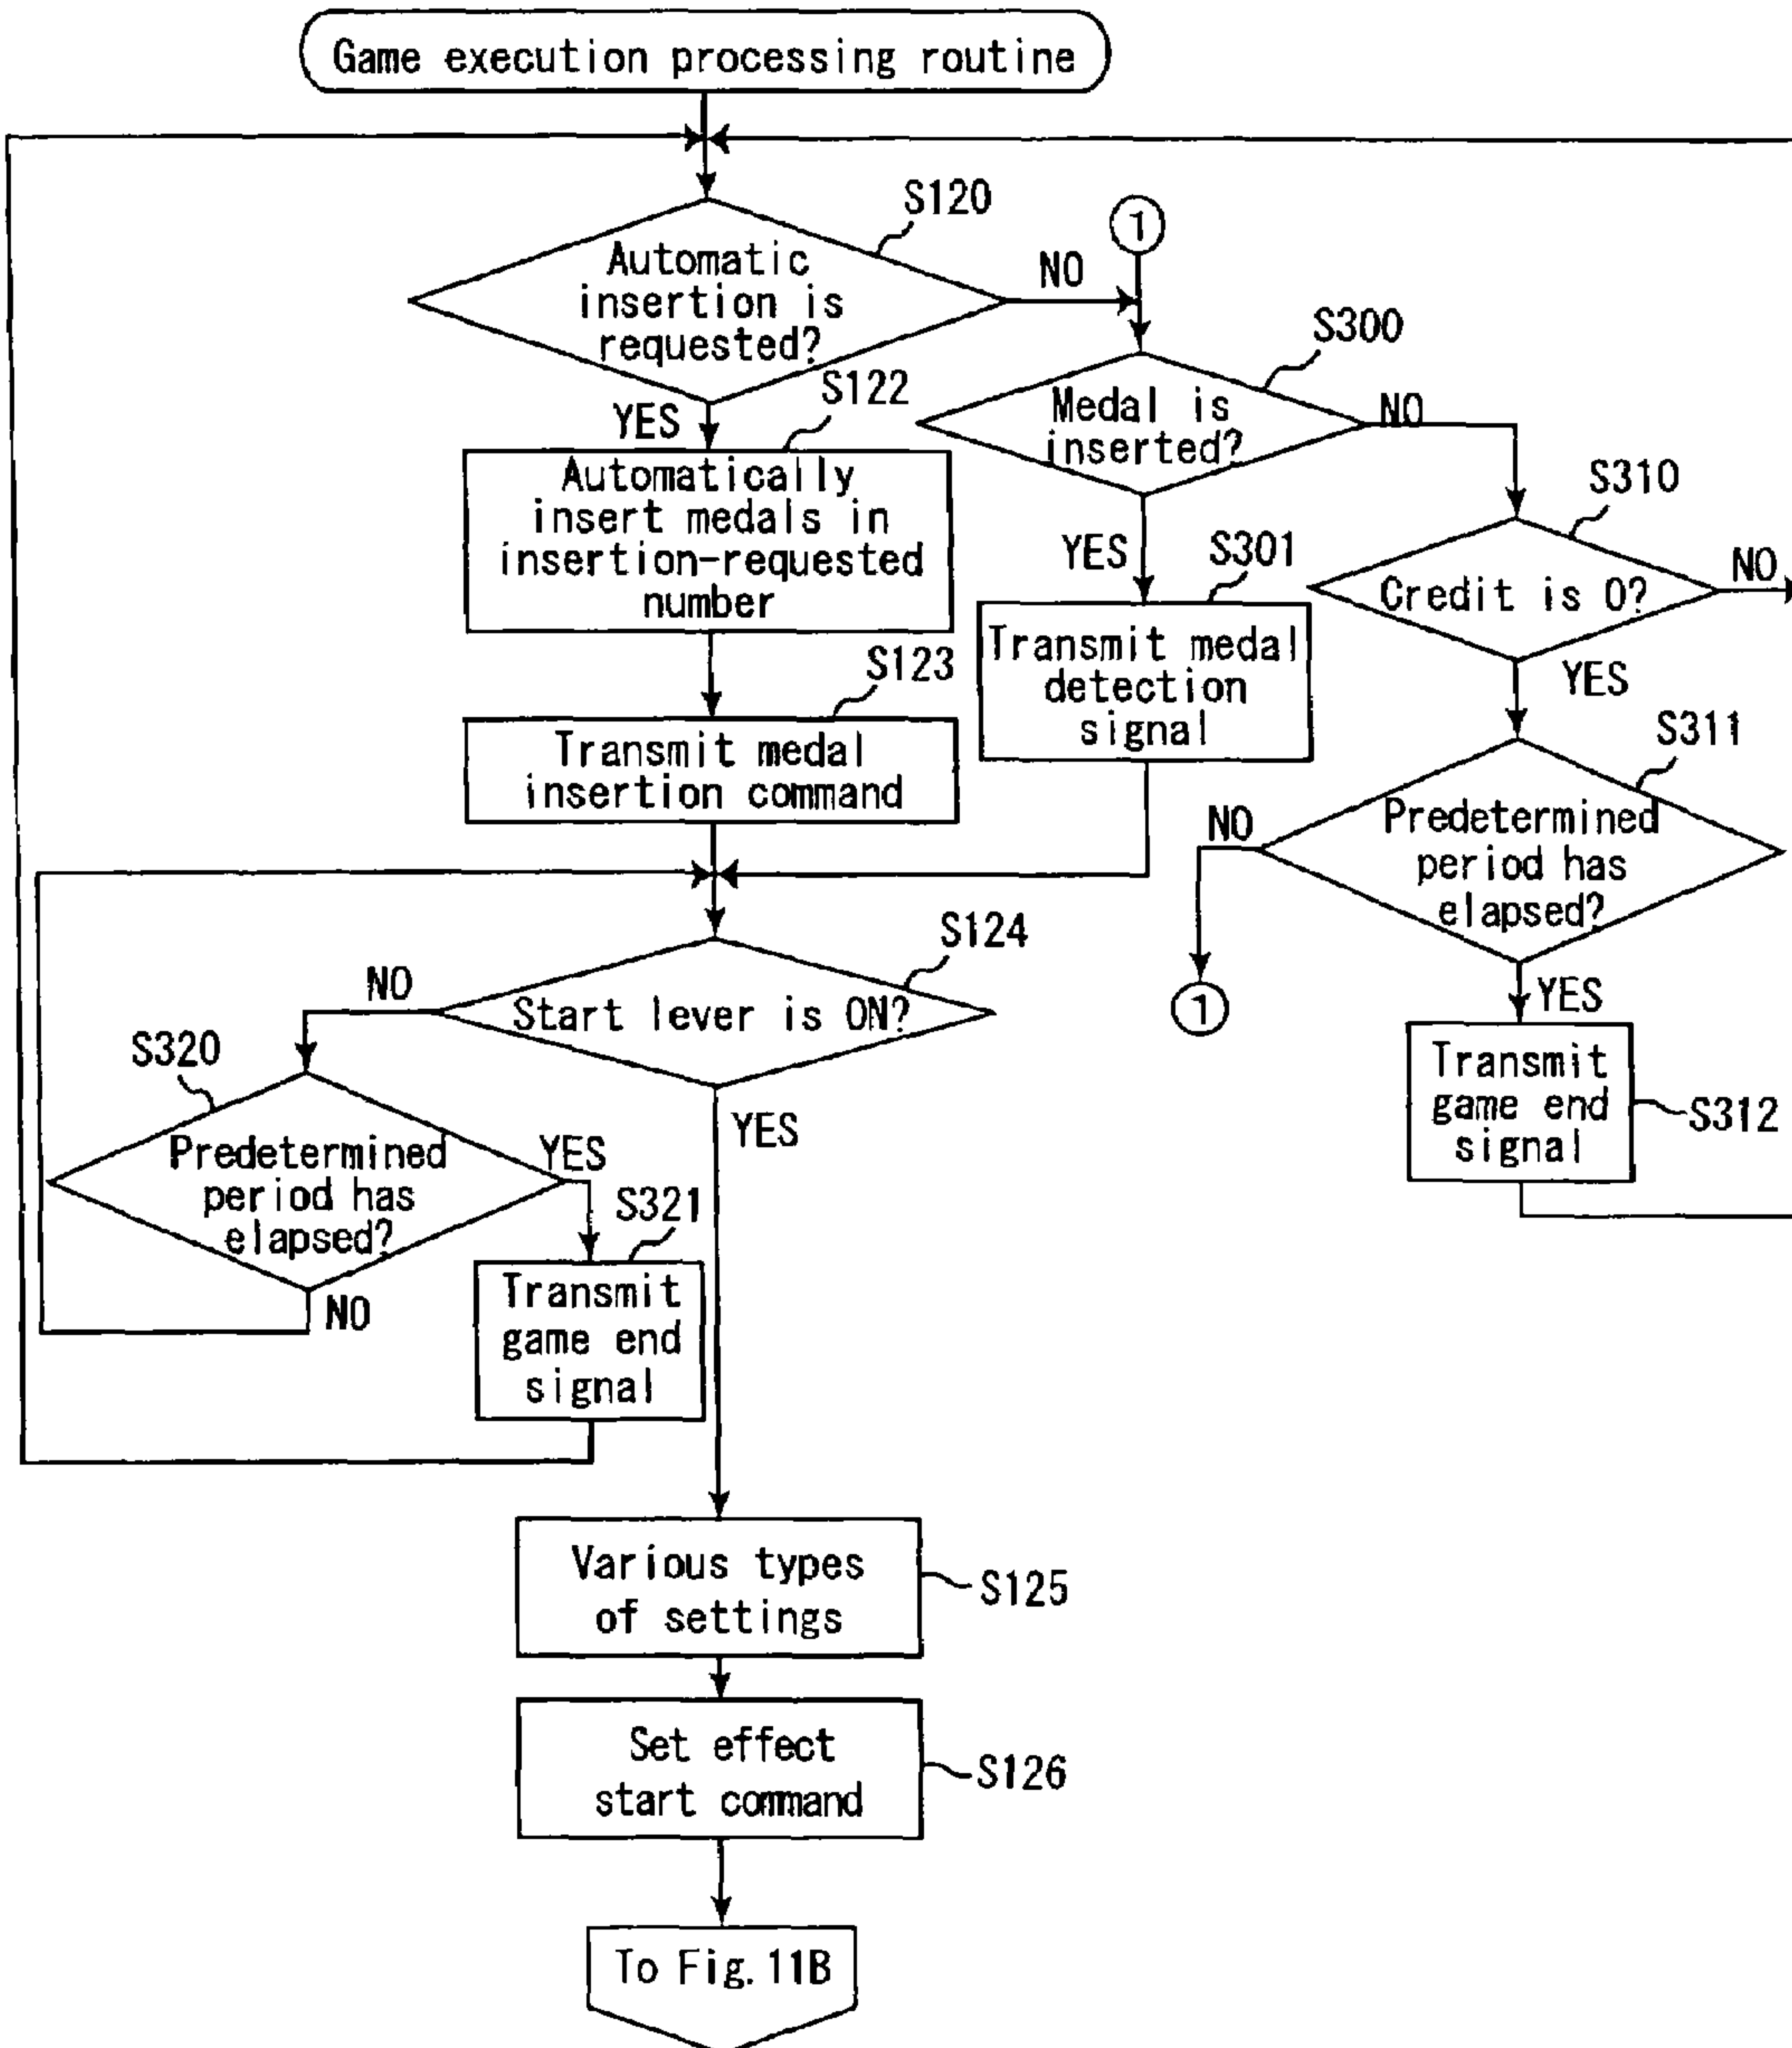 Game execution processing routine
S120
Automatic
insertion is
requested?
NO
1
S300
Medal is
inserted?
NO
YES
S122
Automatically
insert medals in
insertion-requested
number
S310
Credit is 0?
NO
YES
S301
Transmit medal
detection
signal
S123
Transmit medal
insertion command
YES
S311
Predetermined
period has
elapsed?
NO
1
YES
Transmit
game end
signal
S312
S124
Start lever is ON?
NO
YES
S320
Predetermined
period has
elapsed?
YES
NO
S321
Transmit
game end
signal
Various types
of settings
S125
Set effect
start command
S126
To Fig. 11B